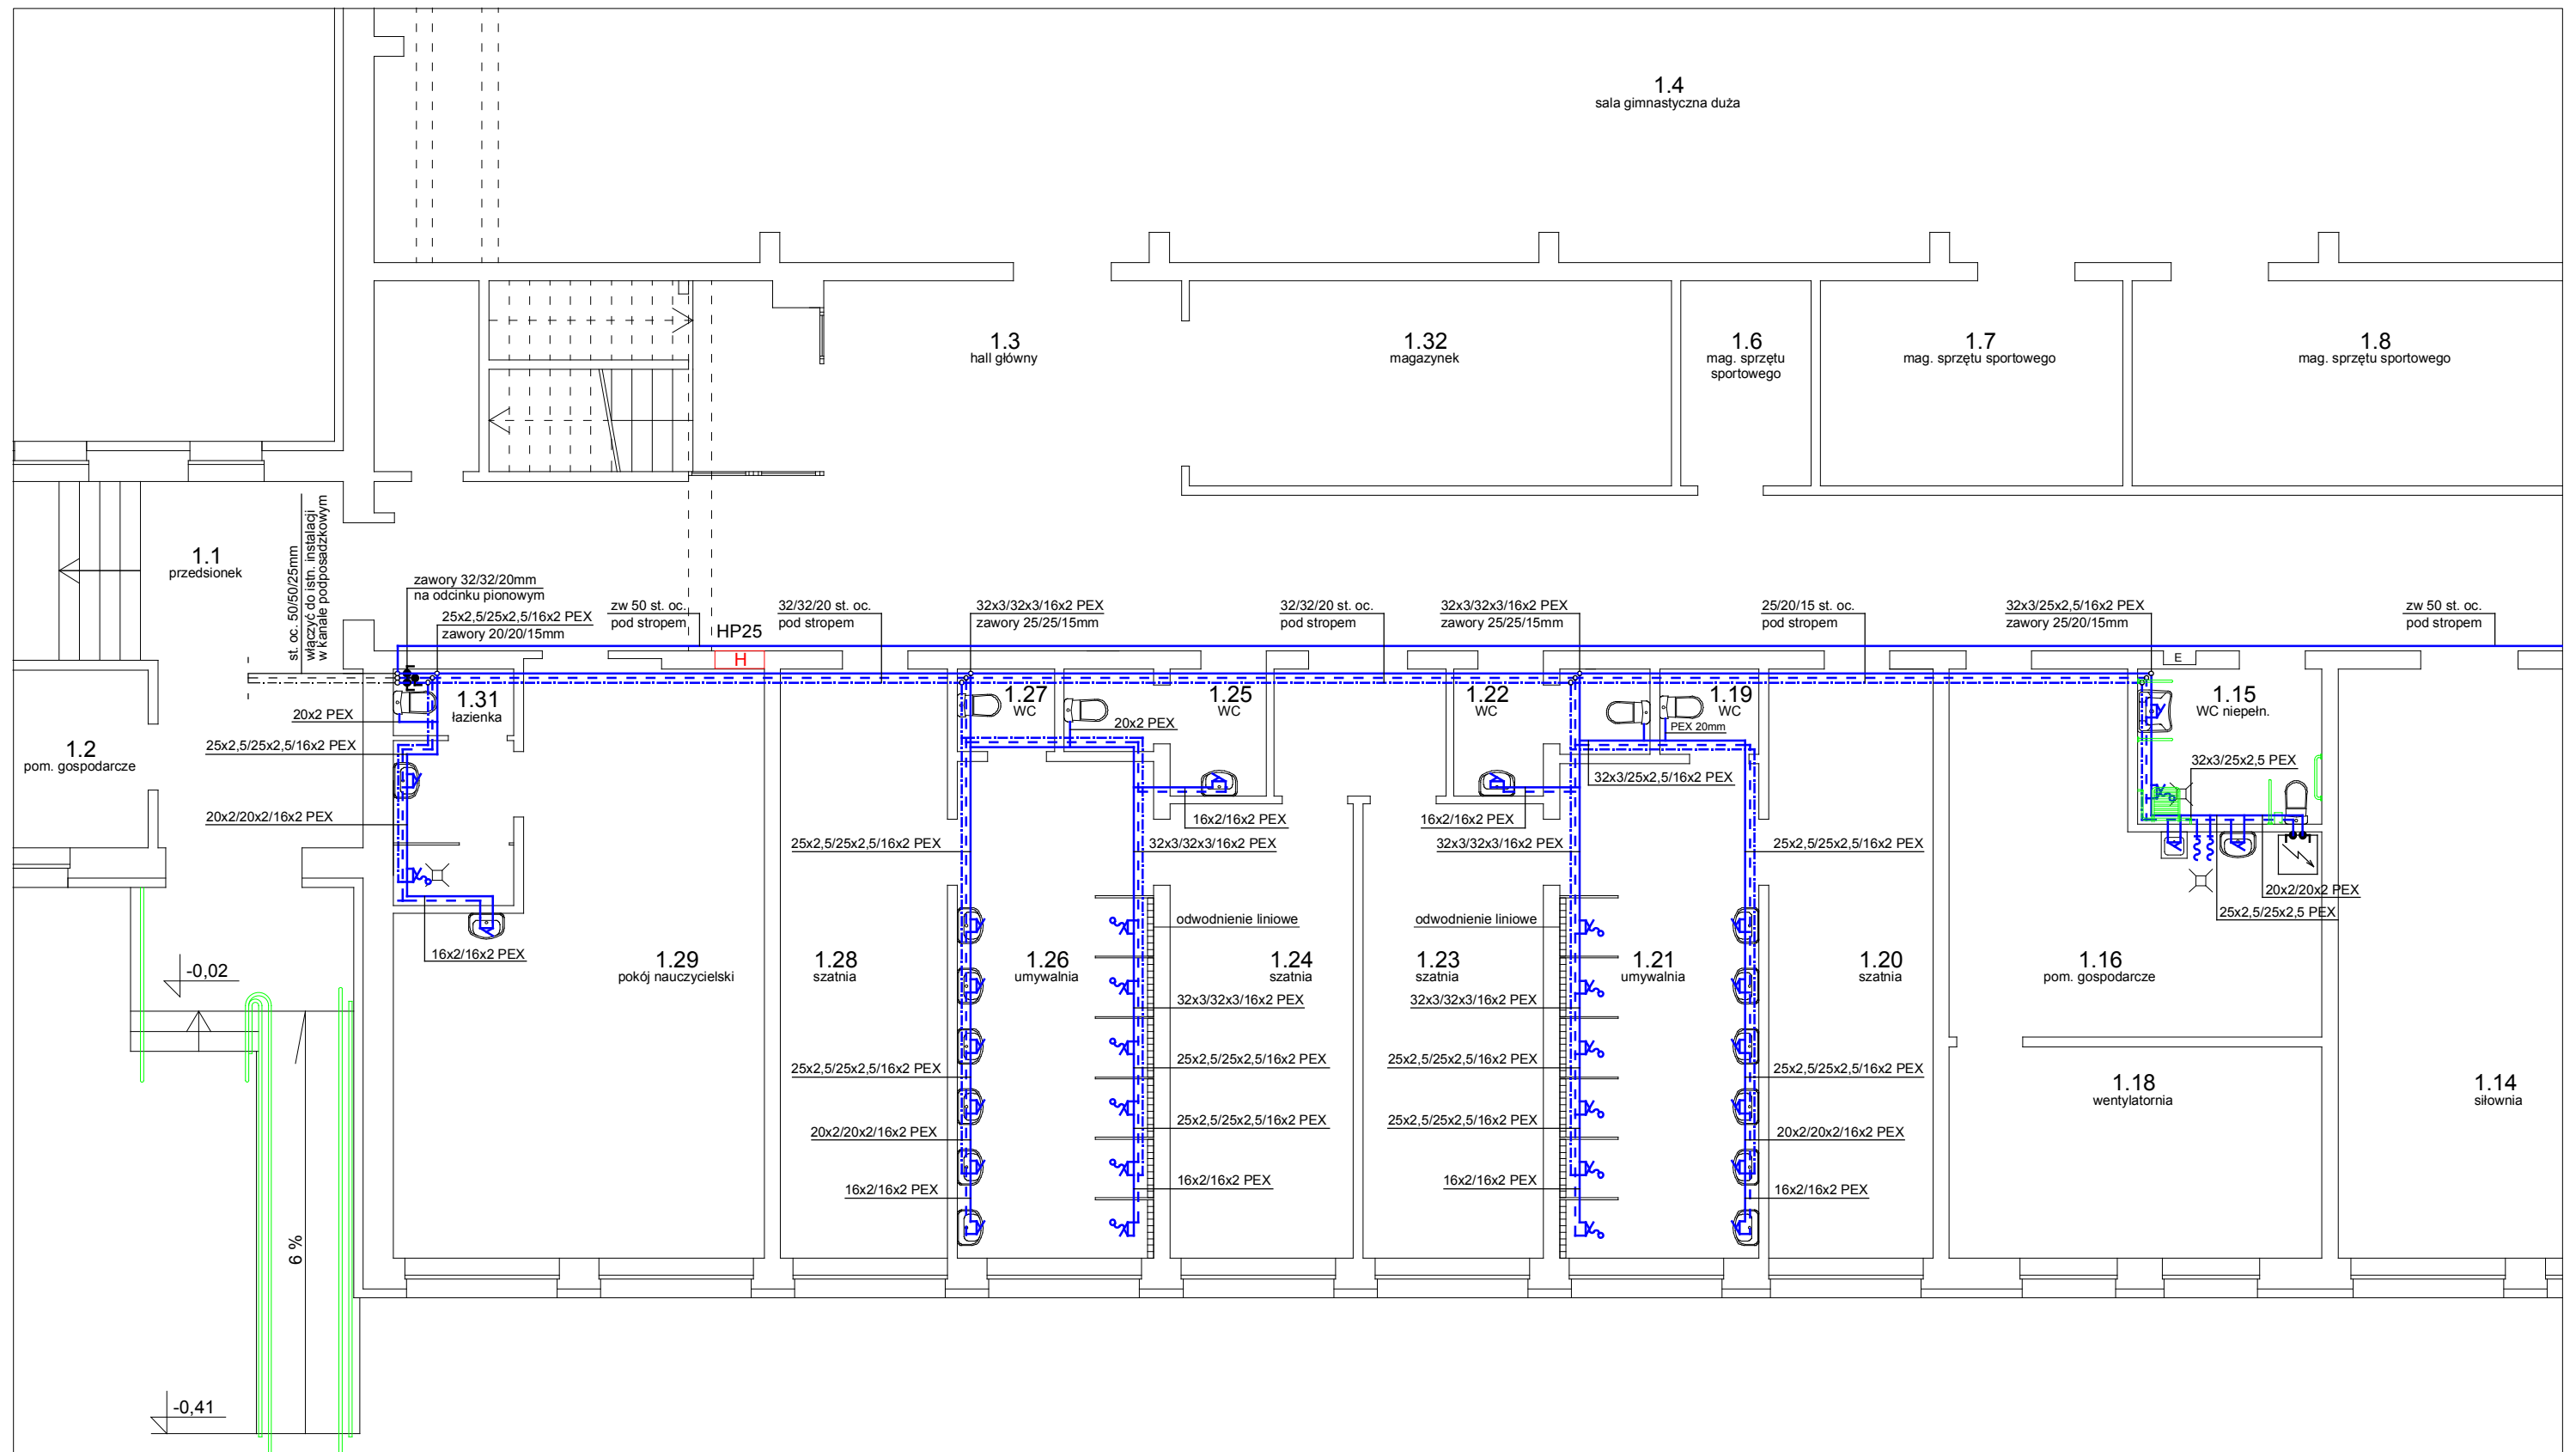 1.4
sala gimnastyczna duża
1.3
hall główny
1.32
magazynek
1.6
mag. sprzętu
sportowego
1.7
mag. sprzętu sportowego
1.8
mag. sprzętu sportowego
1.1
przedsionek
st. oc. 50/50/25mm
włączyć do istn. instalacji
w kanale podposadzkowym
zawory 32/32/20mm
na odcinku pionowym
25x2,5/25x2,5/16x2 PEX
zawory 20/20/15mm
zw 50 st. oc.
pod stropem
HP25
H
32/32/20 st. oc.
pod stropem
32x3/32x3/16x2 PEX
zawory 25/25/15mm
32/32/20 st. oc.
pod stropem
32x3/32x3/16x2 PEX
zawory 25/25/15mm
25/20/15 st. oc.
pod stropem
32x3/25x2,5/16x2 PEX
zawory 25/20/15mm
zw 50 st. oc.
pod stropem
E
1.31
łazienka
1.27
WC
1.25
WC
1.22
WC
1.19
WC
1.15
WC niepełn.
20x2 PEX
20x2 PEX
PEX 20mm
1.2
pom. gospodarcze
25x2,5/25x2,5/16x2 PEX
32x3/25x2,5/16x2 PEX
32x3/25x2,5 PEX
20x2/20x2/16x2 PEX
16x2/16x2 PEX
16x2/16x2 PEX
25x2,5/25x2,5/16x2 PEX
32x3/32x3/16x2 PEX
32x3/32x3/16x2 PEX
25x2,5/25x2,5/16x2 PEX
20x2/20x2 PEX
25x2,5/25x2,5 PEX
odwodnienie liniowe
odwodnienie liniowe
16x2/16x2 PEX
1.29
pokój nauczycielski
1.28
szatnia
1.26
umywalnia
1.24
szatnia
1.23
szatnia
1.21
umywalnia
1.20
szatnia
1.16
pom. gospodarcze
-0,02
32x3/32x3/16x2 PEX
32x3/32x3/16x2 PEX
25x2,5/25x2,5/16x2 PEX
25x2,5/25x2,5/16x2 PEX
25x2,5/25x2,5/16x2 PEX
25x2,5/25x2,5/16x2 PEX
1.18
wentylatornia
1.14
siłownia
20x2/20x2/16x2 PEX
25x2,5/25x2,5/16x2 PEX
25x2,5/25x2,5/16x2 PEX
20x2/20x2/16x2 PEX
16x2/16x2 PEX
16x2/16x2 PEX
16x2/16x2 PEX
16x2/16x2 PEX
6 %
-0,41